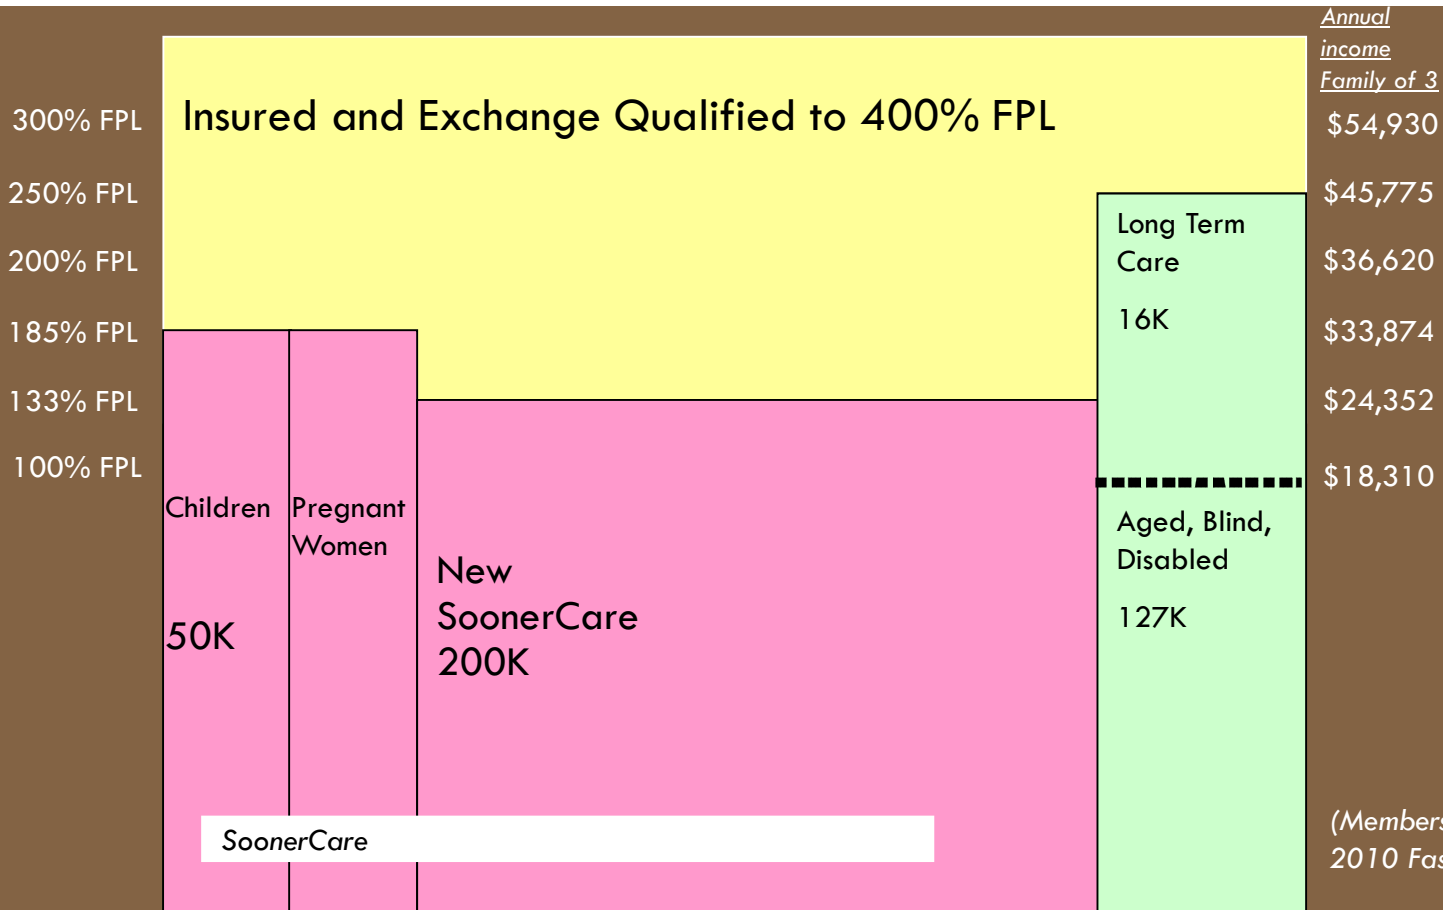 Annual
income
Family of 3
300% FPL
Insured and Exchange Qualified to 400% FPL
$54,930
250% FPL
$45,775
Long Term
Care
16K
200% FPL
$36,620
185% FPL
$33,874
133% FPL
$24,352
100% FPL
$18,310
Children
Pregnant
Women
50K
New
SoonerCare
200K
Aged, Blind,
Disabled
127K
SoonerCare
2010